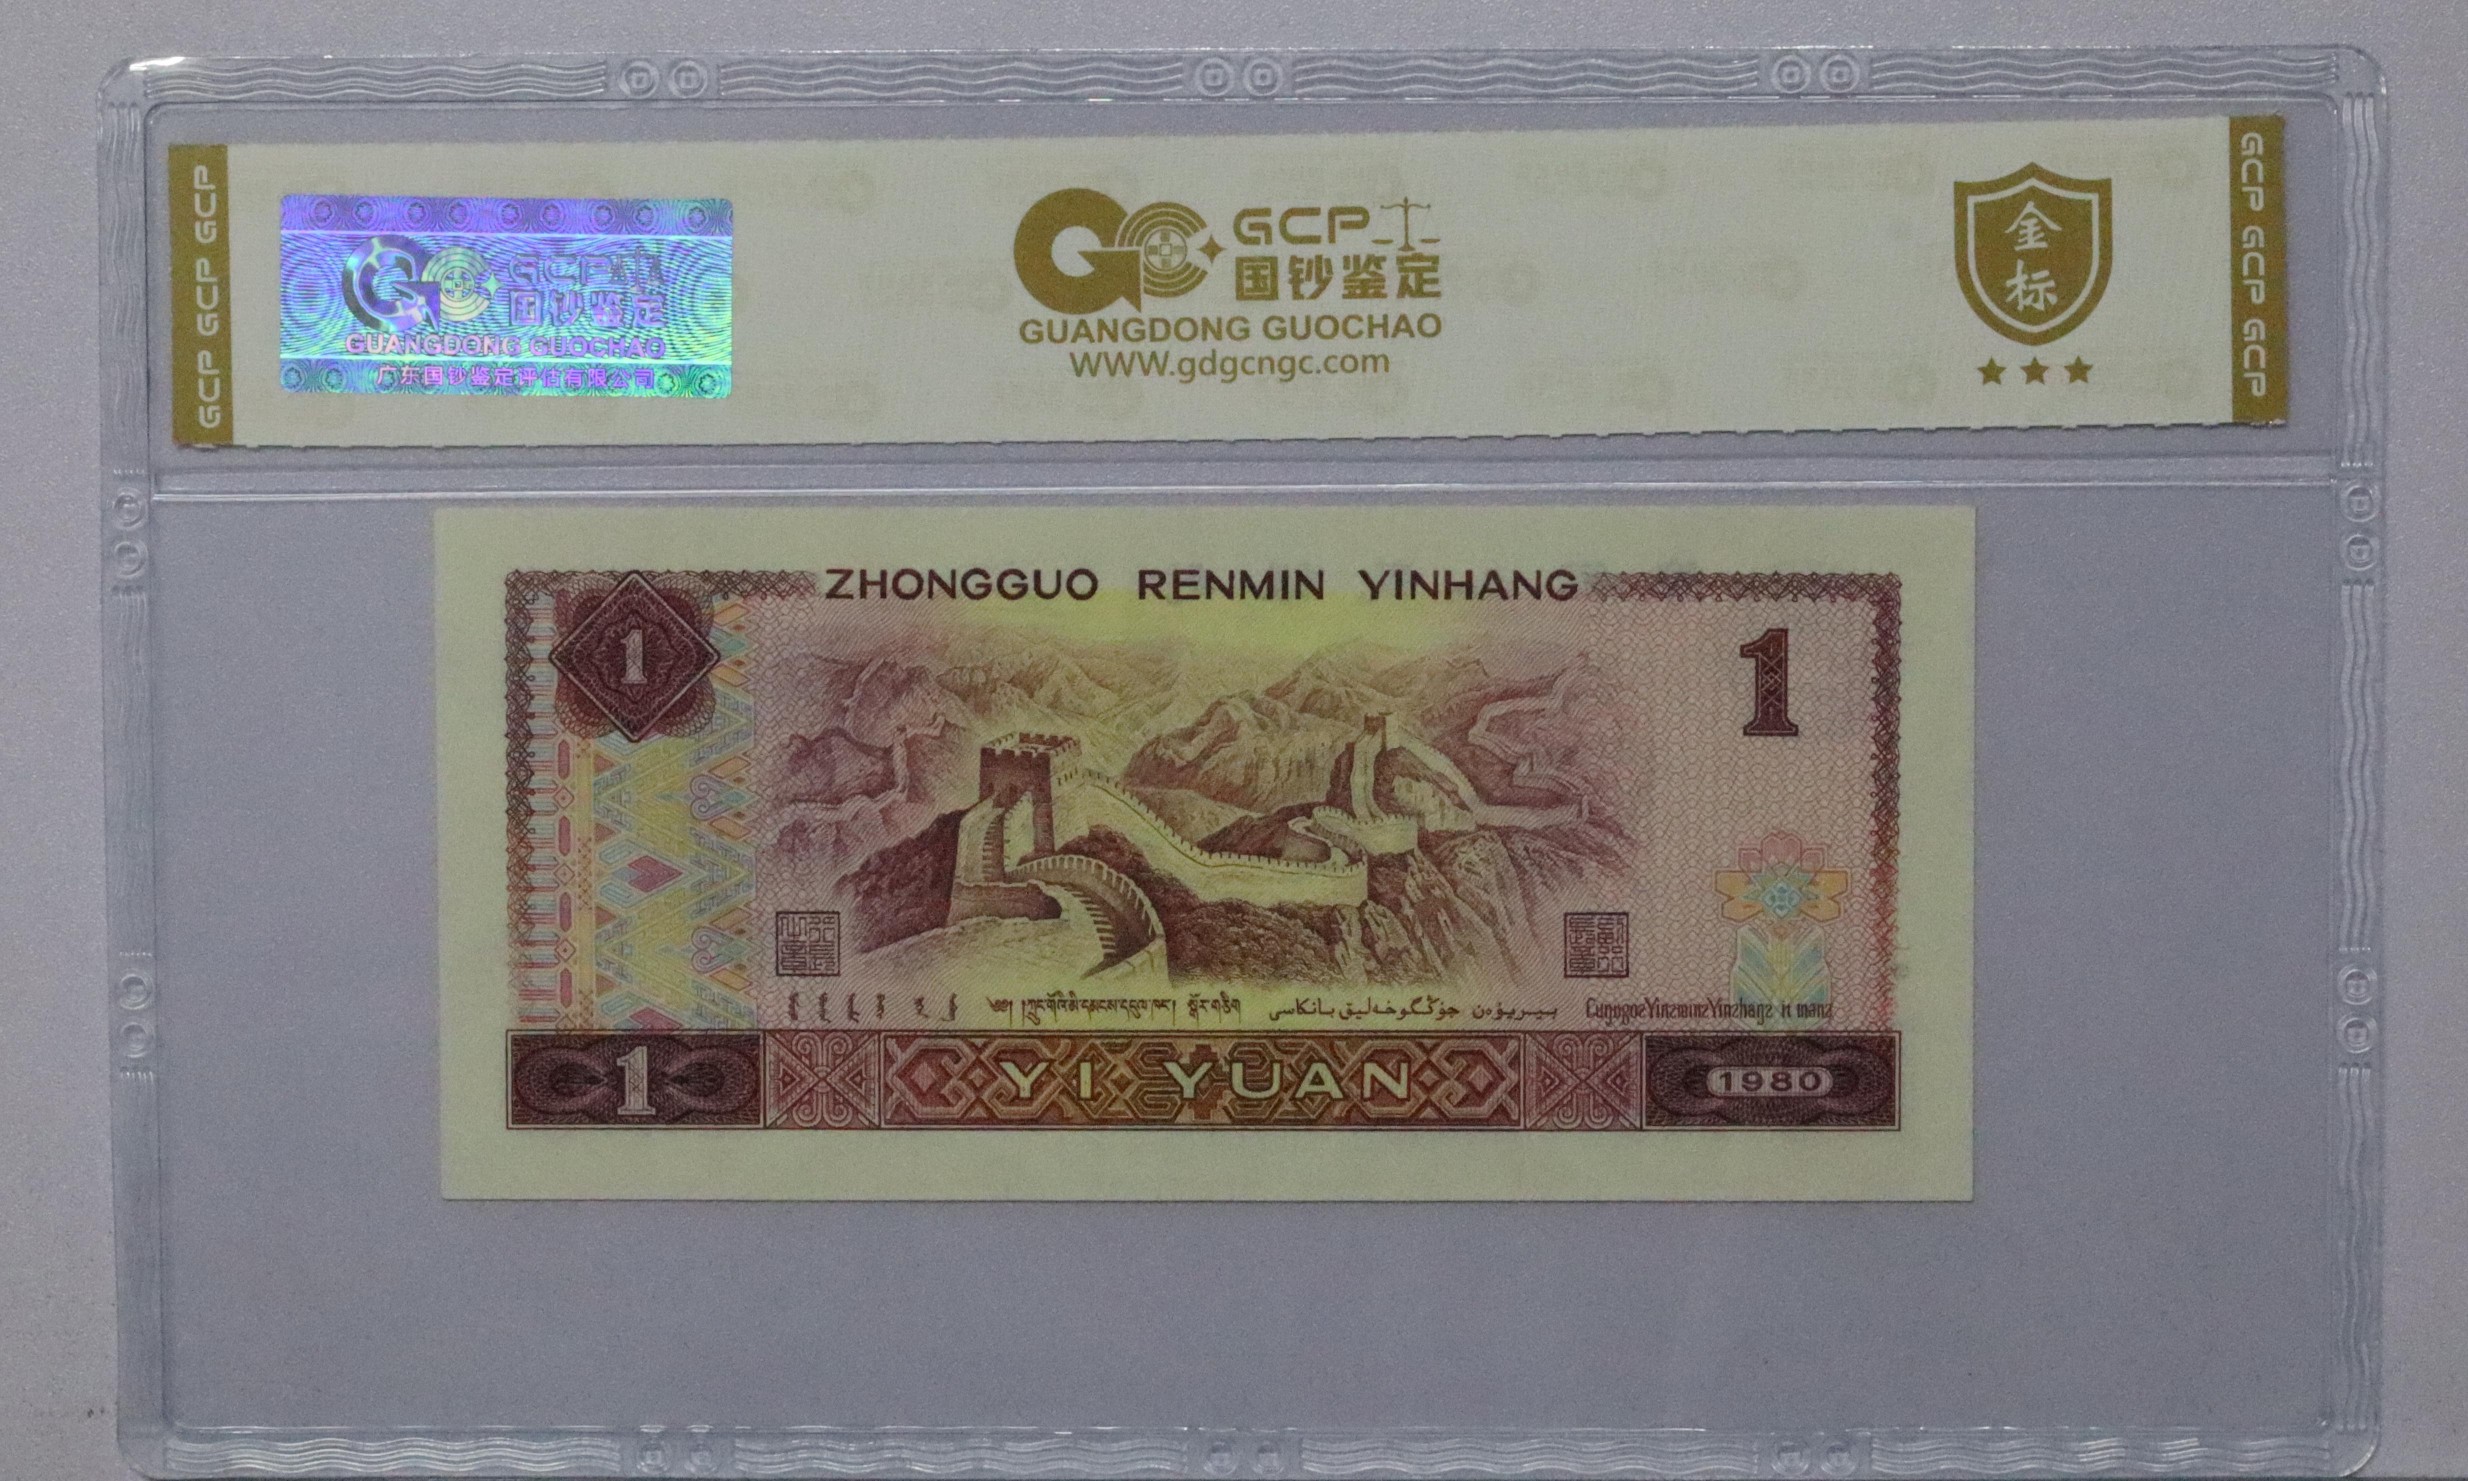 GCP GCP GCP
GCP
国钞鉴定
GUANGDONG GUOCHAO
广东国钞鉴定评估有限公司
GCP
国钞鉴定
GUANGDONG GUOCHAO
WWW.gdgcngc.com
金
标
GCP GCP GCP
ZHONGGUO RENMIN YINHANG
1
1
1
YI YUAN
1980